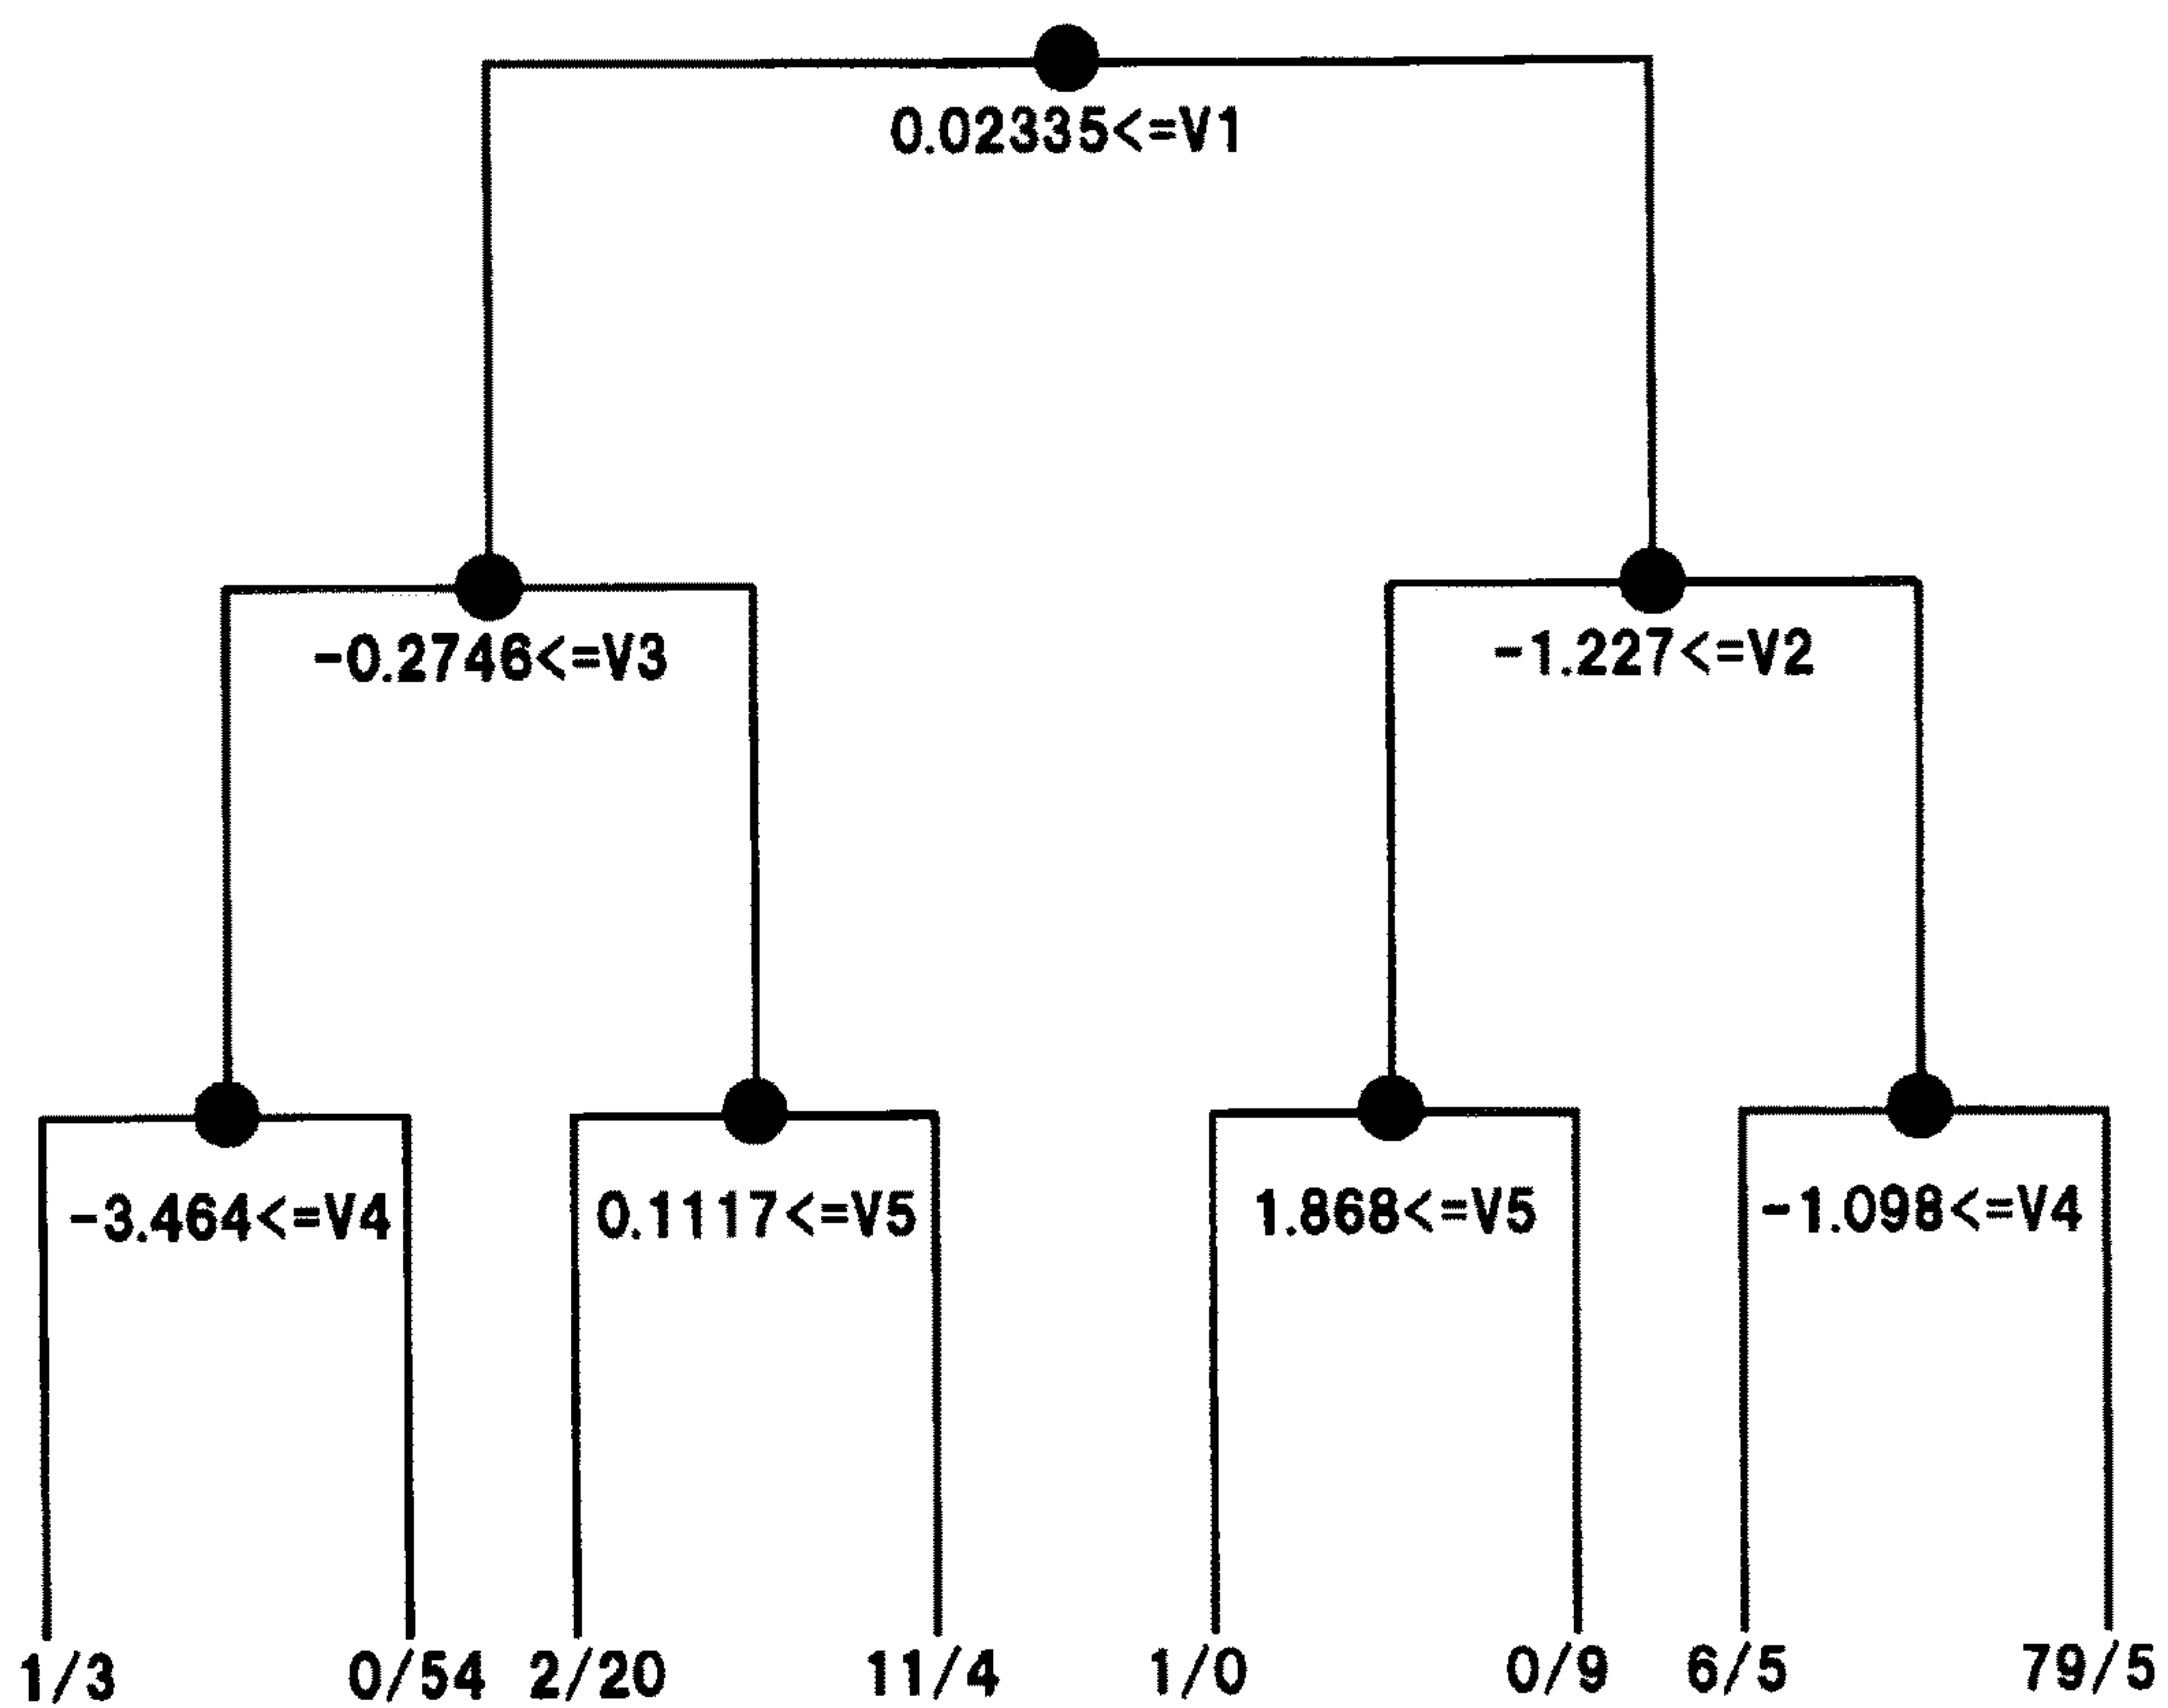 0.02335<=V1
-0.2746<=V3
-1.227<=V2
-3.464<=V4
0.1117<=V5
1.868<=V5
-1.098<=V4
1/3
0/54
2/20
11/4
1/0
0/9
6/5
79/5